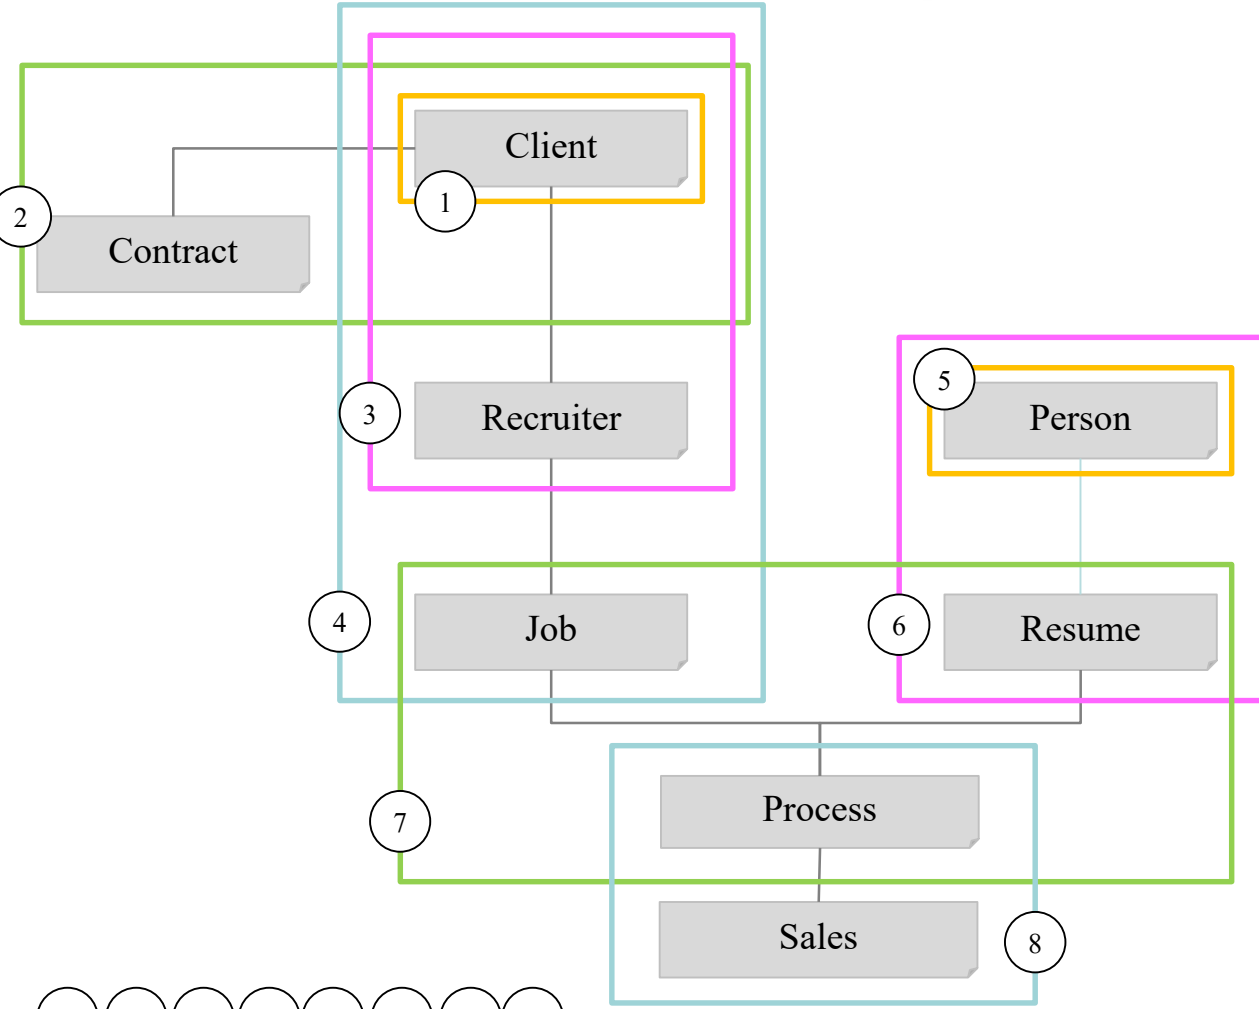 Client
1
2
Contract
3
Recruiter
5
Person
4
Job
6
Resume
7
Process
Sales
8